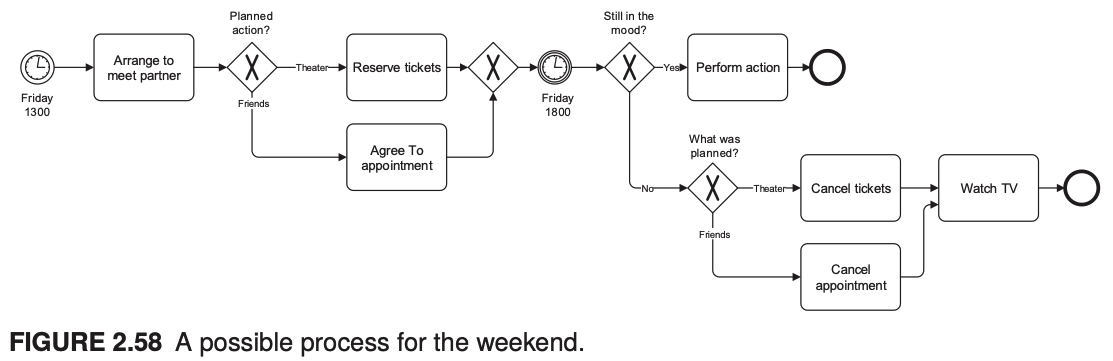 Planned
action?
Still in the
mood?
Arrange to
meet partner
Theater
Reserve tickets
Yes
Perform action
Friday
1300
Friends
Friday
1800
Agree To
appointment
What was
planned?
No
Theater
Cancel tickets
Watch TV
Friends
Cancel
appointment
FIGURE 2.58 A possible process for the weekend.